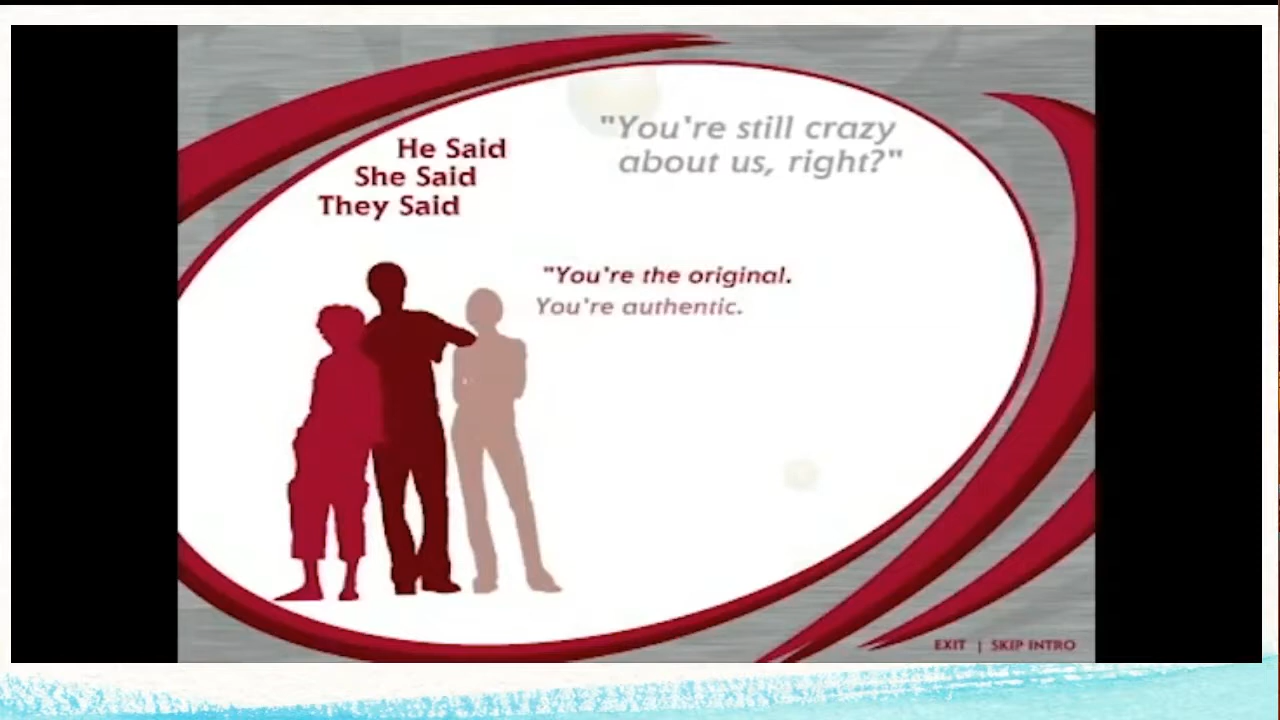 He Said
She Said
They Said
"You're still crazy
about us, right?"
"You're the original.
You're authentic.
EXIT | SKIP INTRO